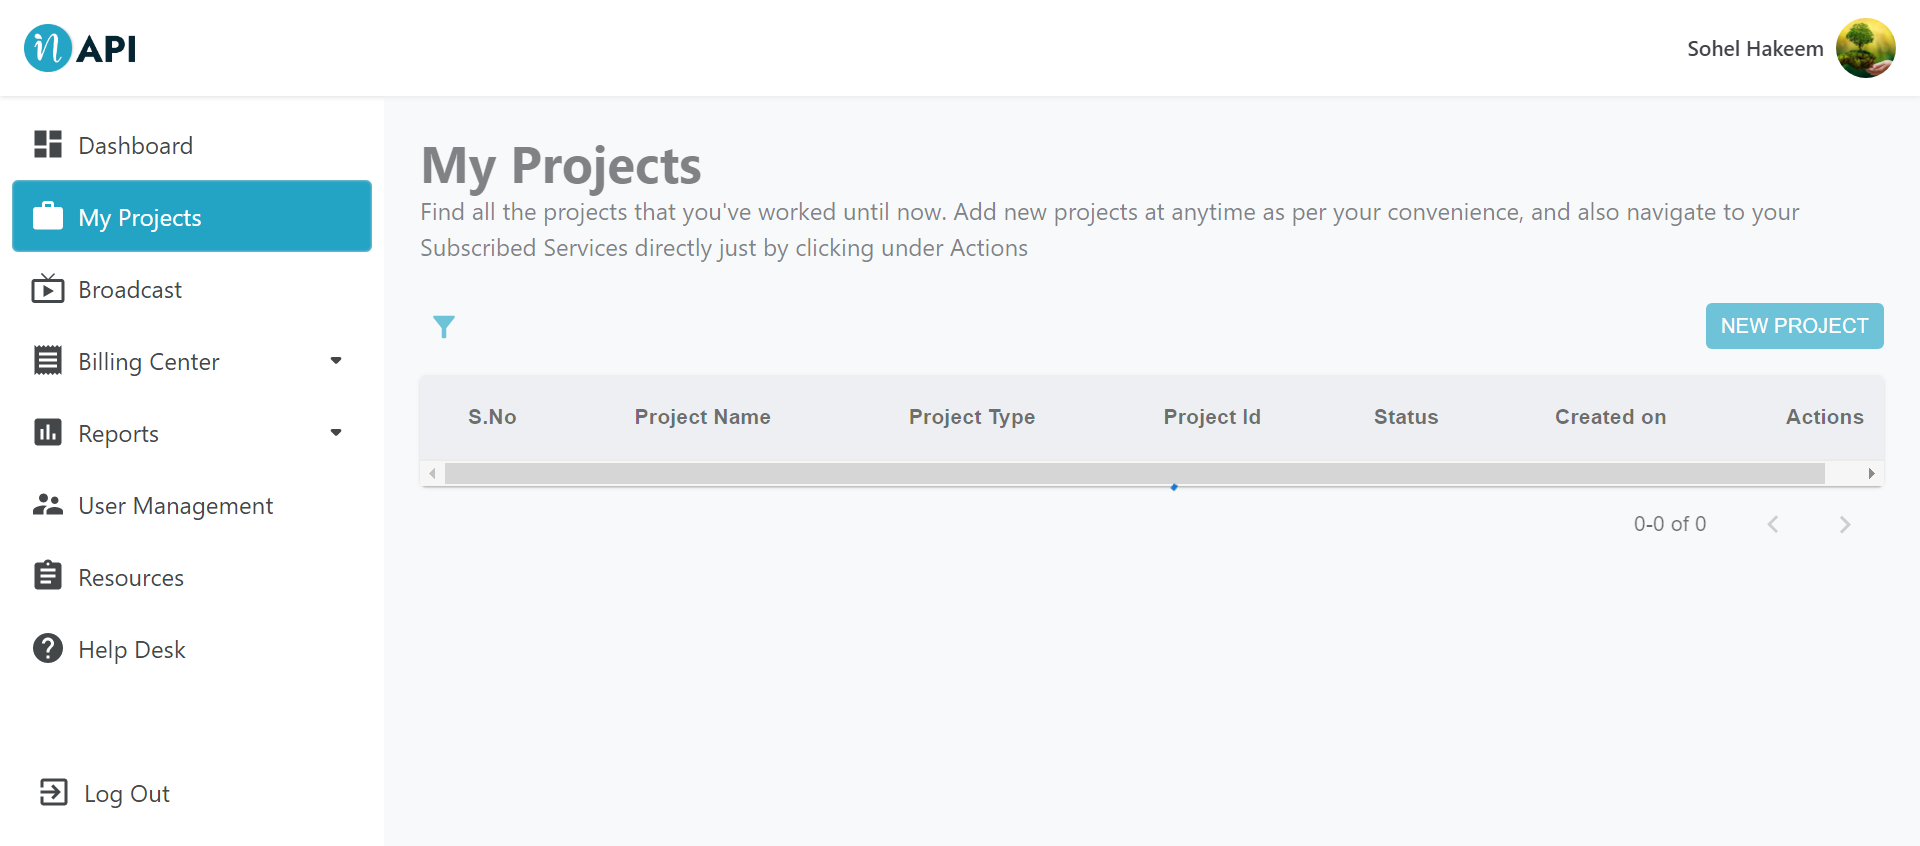 in API
Sohel Hakeem
Dashboard
My Projects
Broadcast
Billing Center
Reports
User Management
Resources
Help Desk
Log Out
My Projects
Find all the projects that you've worked until now. Add new projects at anytime as per your convenience, and also navigate to your
Subscribed Services directly just by clicking under Actions
NEW PROJECT
S.No Project Name Project Type Project Id Status Created on Actions
0-0 of 0